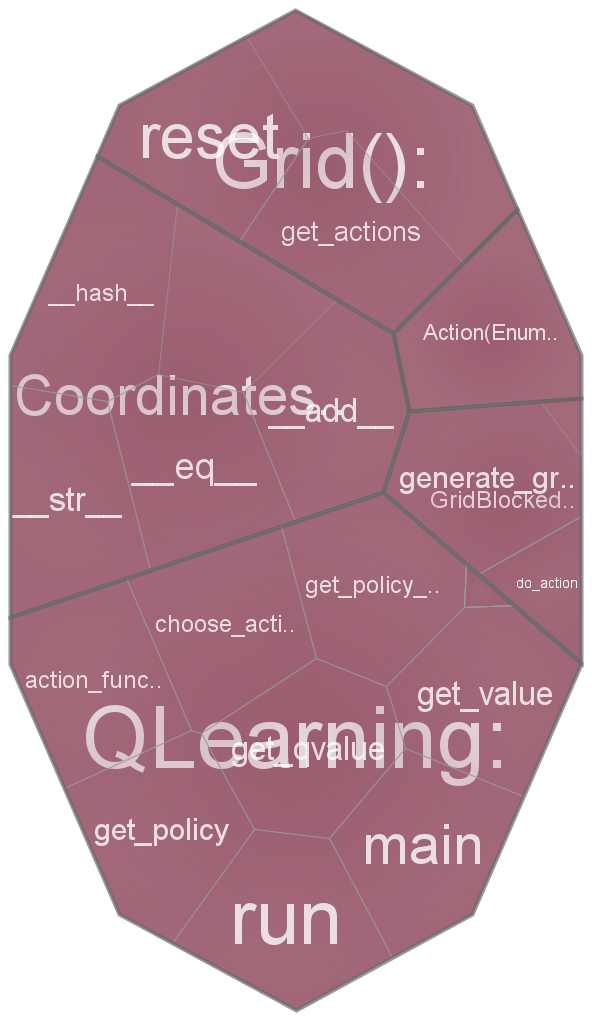 reset
Grid():
get_actions
__hash__
Action(Enum..
Coordinates...
__add__
__eq__
generate_gr..
GridBlocked..
__str__
do_action
get_policy_..
choose_acti..
action_func..
get_value
QLearning:
get_qvalue
get_policy
main
run